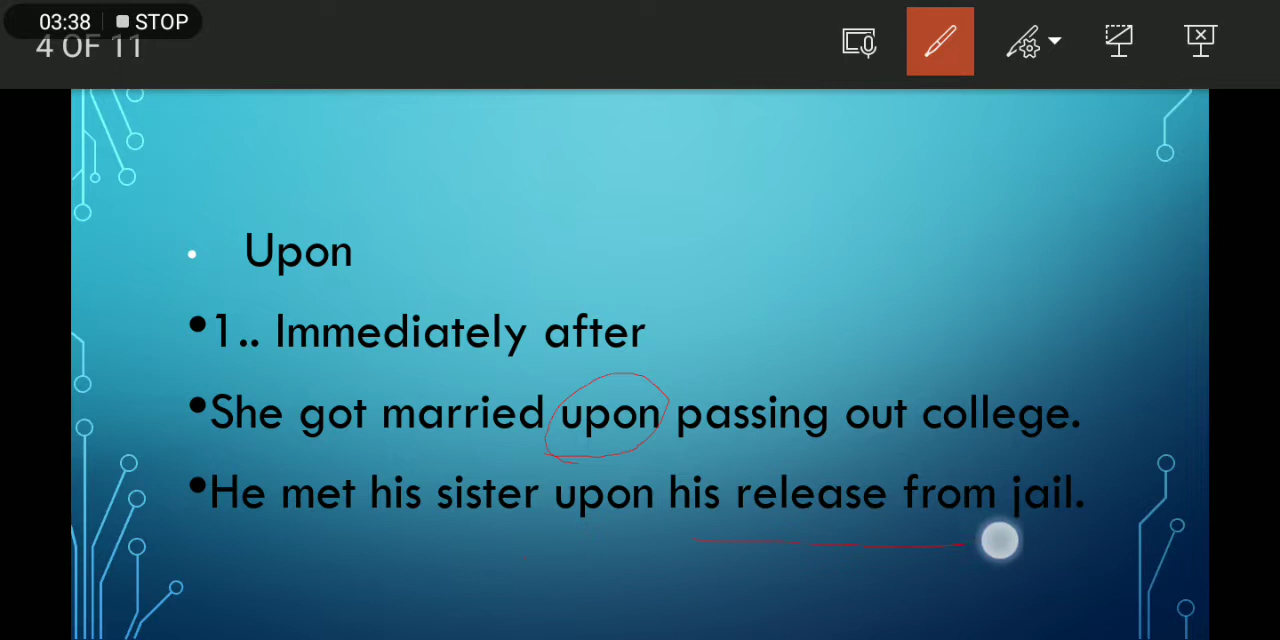 03:38 STOP
4 OF 11
• Upon
•1.. Immediately after
•She got married upon passing out college.
•He met his sister upon his release from jail.